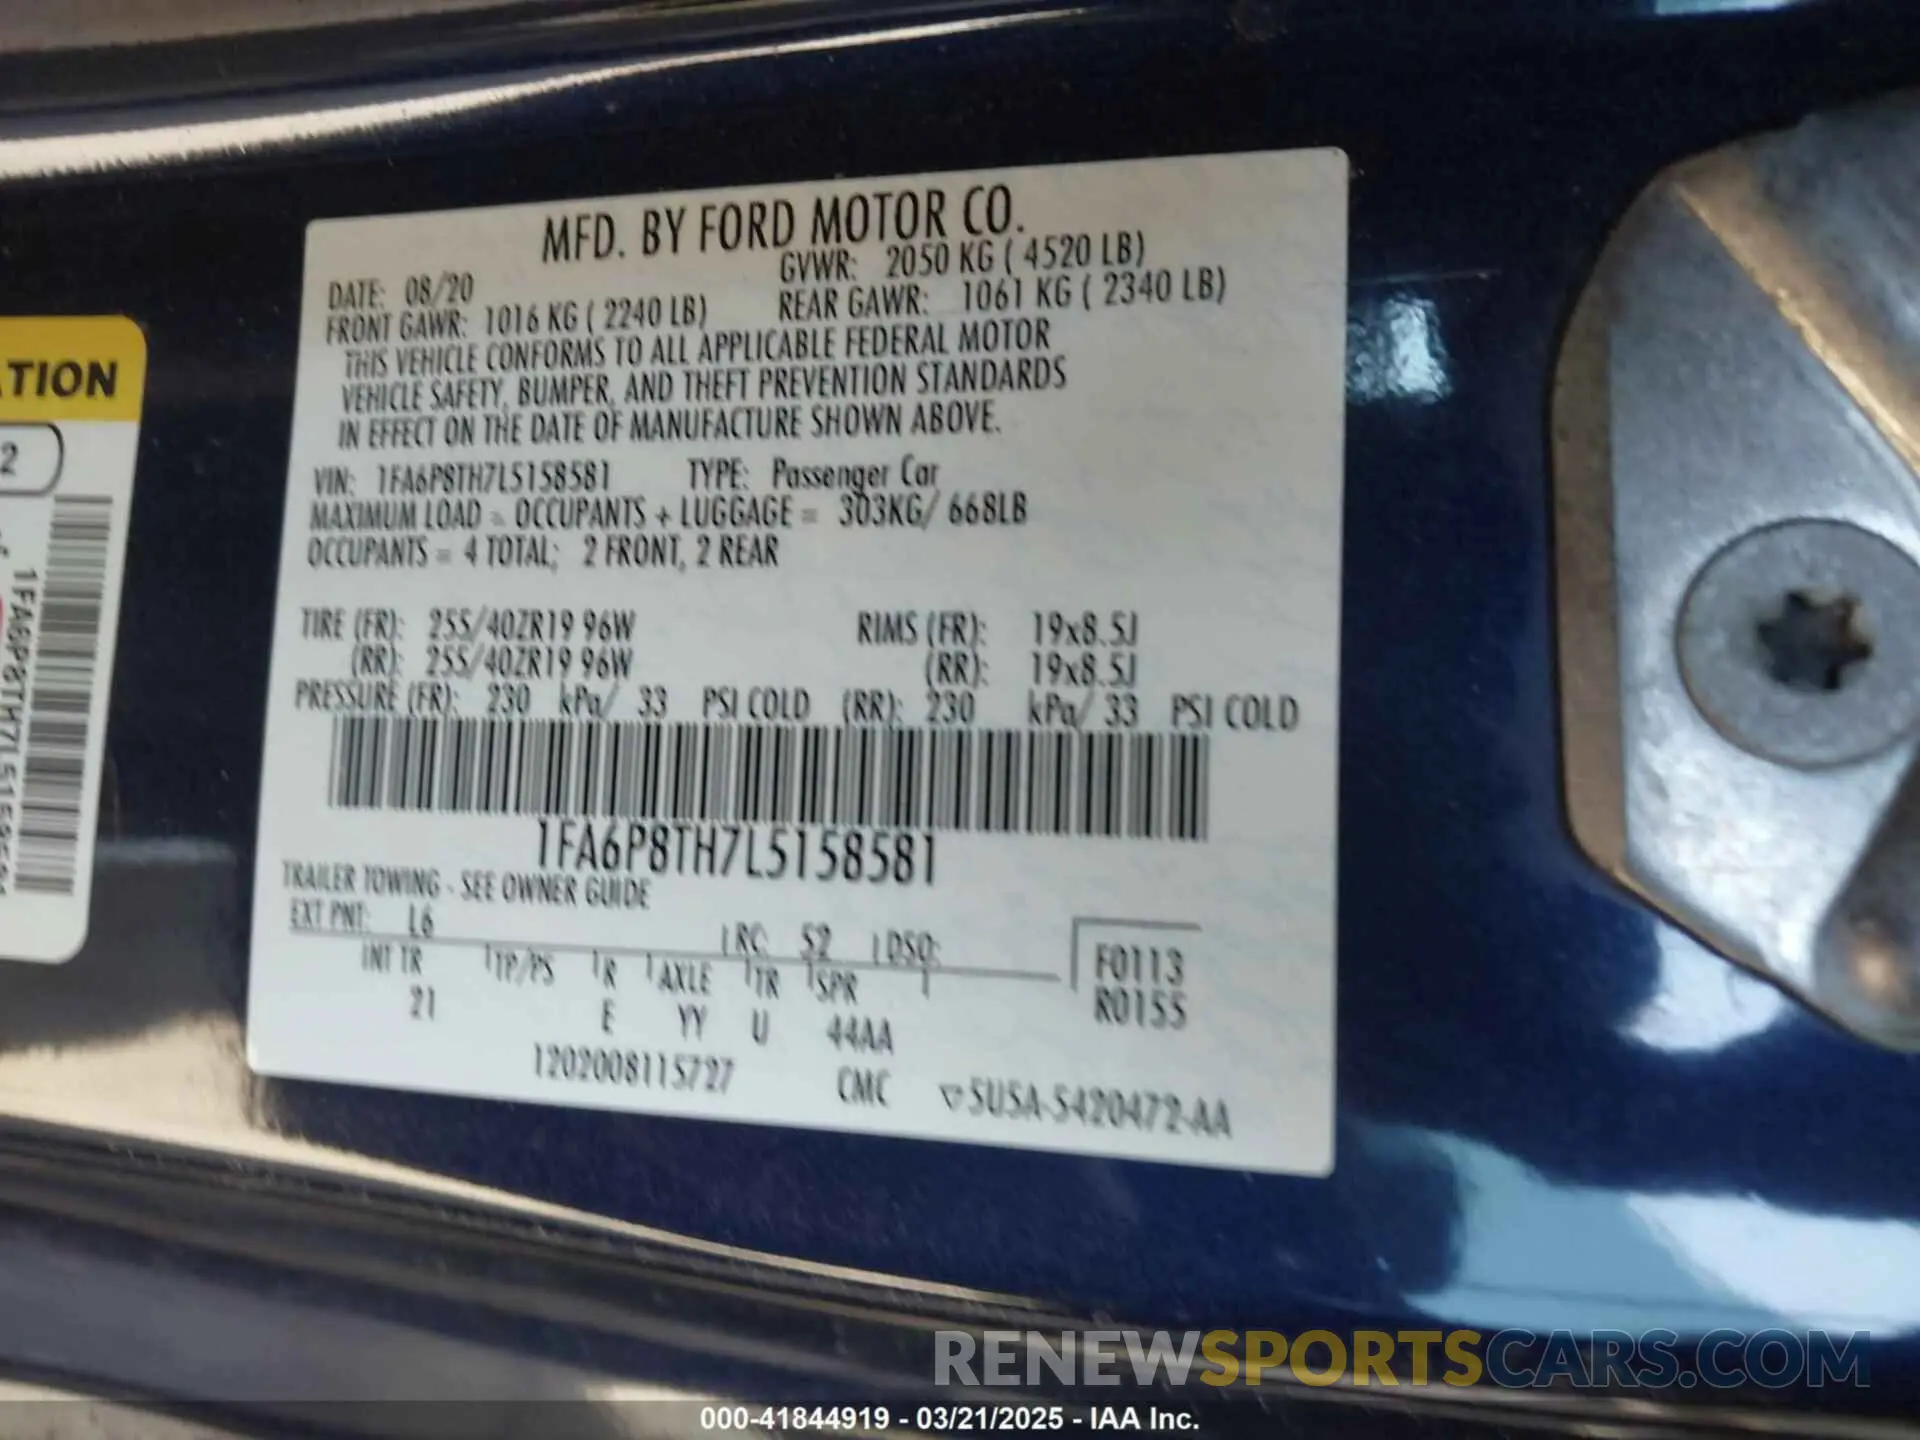 MFD. BY FORD MOTOR CO.
DATE: 08/20 GVWR: 2050 KG ( 4520 LB)
FRONT GAWR: 1016 KG ( 2240 LB) REAR GAWR: 1061 KG ( 2340 LB)
THIS VEHICLE CONFORMS TO ALL APPLICABLE FEDERAL MOTOR
VEHICLE SAFETY, BUMPER, AND THEFT PREVENTION STANDARDS
IN EFFECT ON THE DATE OF MANUFACTURE SHOWN ABOVE.
VIN: 1FA6P8TH7L5158581 TYPE: Passenger Car
MAXIMUM LOAD = OCCUPANTS + LUGGAGE = 303KG/ 668LB
OCCUPANTS = 4 TOTAL; 2 FRONT, 2 REAR
TIRE (FR): 255/40ZR19 96W RIMS (FR): 19x8.5J
(RR): 255/40ZR19 96W (RR): 19x8.5J
PRESSURE (FR): 230 kPa/ 33 PSI COLD (RR): 230 kPa/ 33 PSI COLD
1FA6P8TH7L5158581
TRAILER TOWING - SEE OWNER GUIDE
EXT PNT: L6 RC: 52 DSO:
INT TR TP/PS R AXLE TR SPR
21 E YY U 44AA
F0113
R0155
1202008115727 CMC 5U5A-5420472-AA
ATION
2
1FA6P8TH7L5158581
RENEWSPORTSCARS.COM
000-41844919 - 03/21/2025 - IAA Inc.